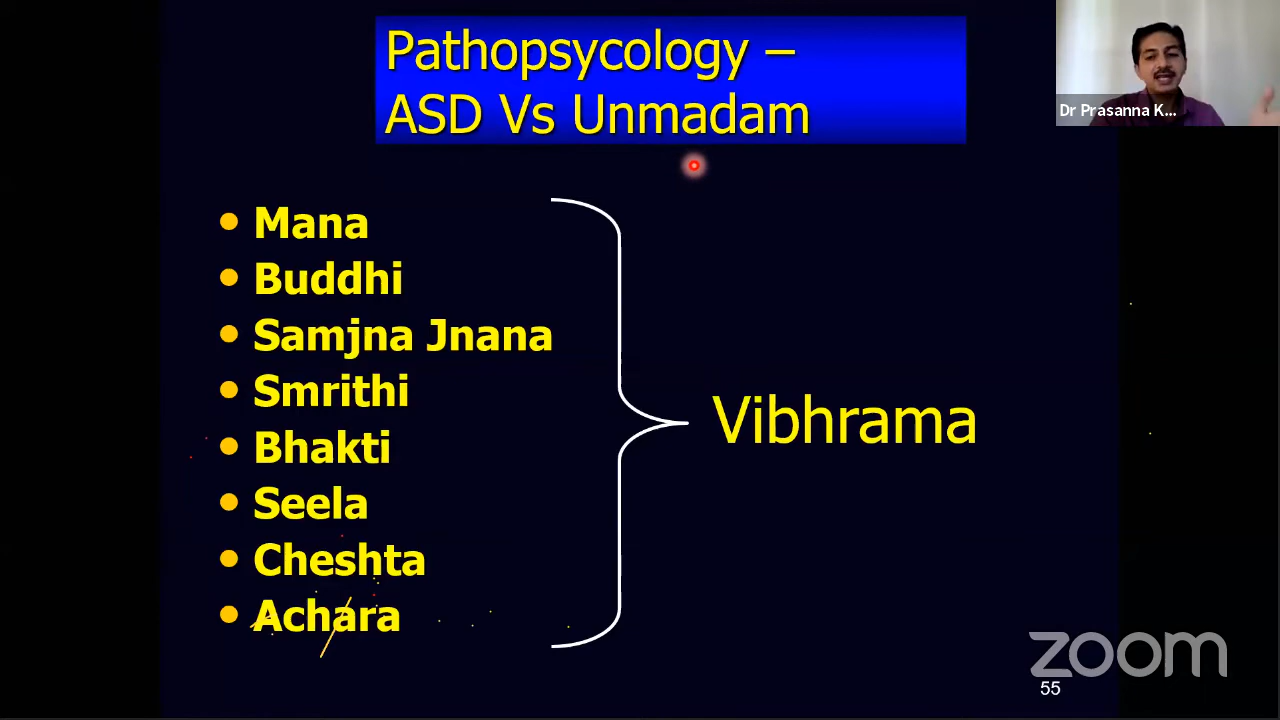 Pathopsycology –
ASD Vs Unmadam
Dr Prasanna K...
• Mana
• Buddhi
• Samjna Jnana
• Smrithi
• Bhakti
• Seela
• Cheshta
• Achara
Vibhrama
zoom
55